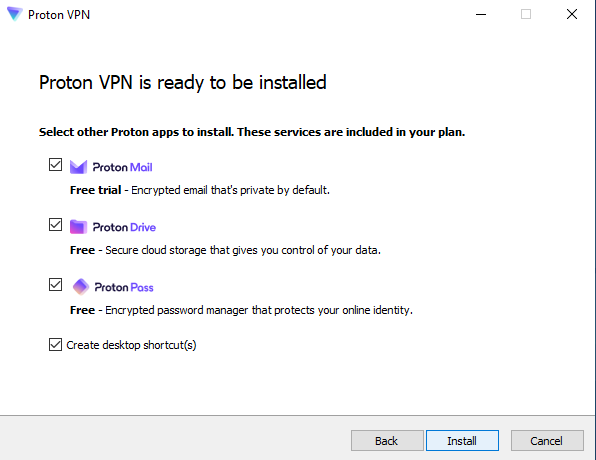 Proton VPN
Proton VPN is ready to be installed
Select other Proton apps to install. These services are included in your plan.
Proton Mail
Free trial - Encrypted email that's private by default.
Proton Drive
Free - Secure cloud storage that gives you control of your data.
Proton Pass
Free - Encrypted password manager that protects your online identity.
Create desktop shortcut(s)
Back Install Cancel